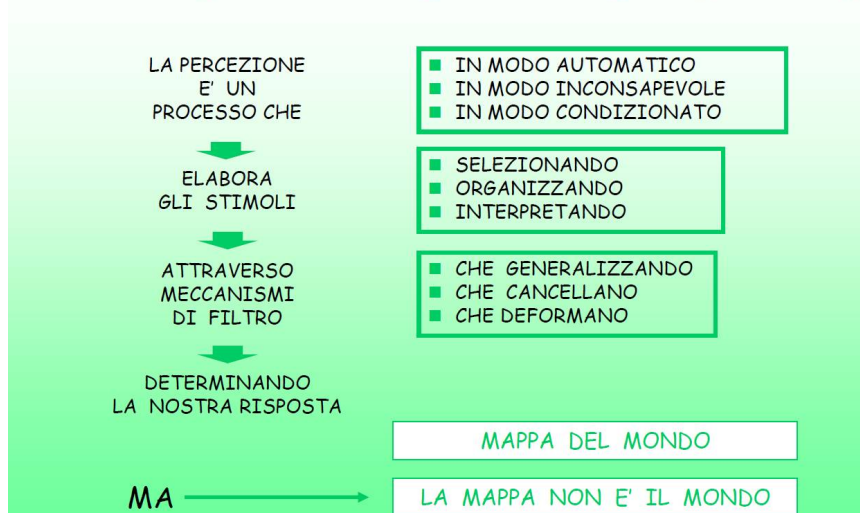 LA PERCEZIONE
E' UN
PROCESSO CHE
IN MODO AUTOMATICO
IN MODO INCONSAPEVOLE
IN MODO CONDIZIONATO
ELABORA
GLI STIMOLI
SELEZIONANDO
ORGANIZZANDO
INTERPRETANDO
ATTRAVERSO
MECCANISMI
DI FILTRO
CHE GENERALIZZANDO
CHE CANCELLANO
CHE DEFORMANO
DETERMINANDO
LA NOSTRA RISPOSTA
MAPPA DEL MONDO
MA
LA MAPPA NON E' IL MONDO